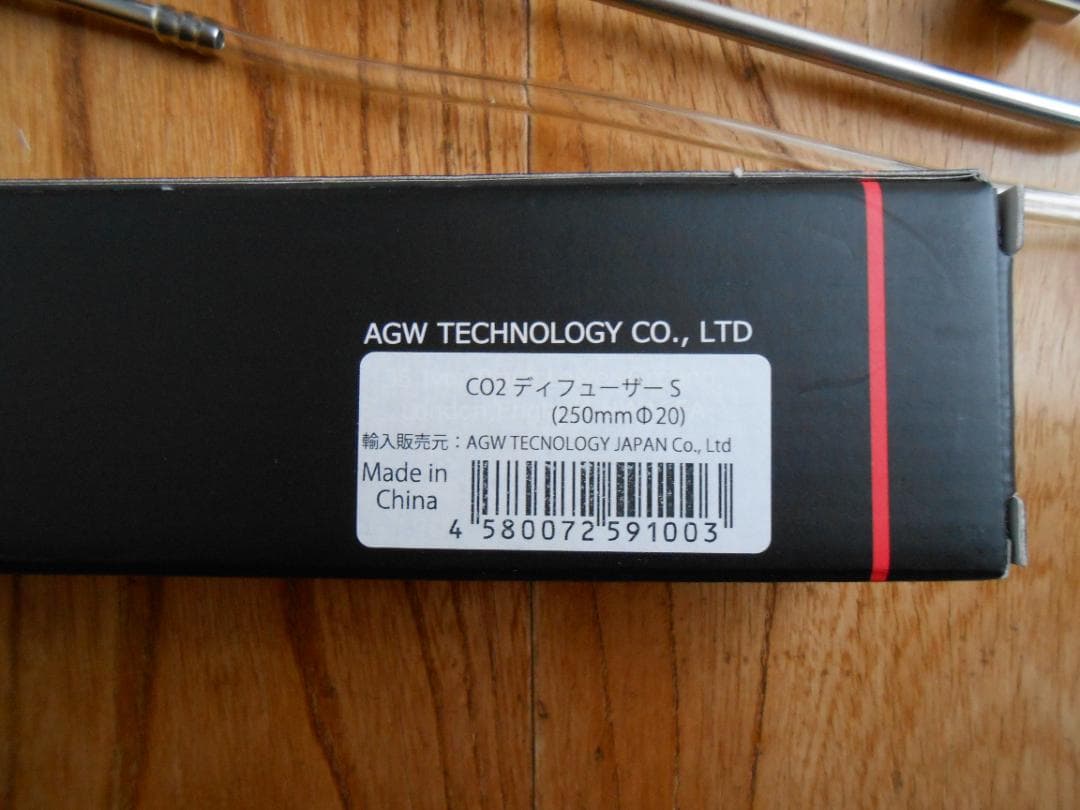 AGW TECHNOLOGY CO., LTD
CO2 ディフューザー S
(250mmΦ20)
輸入販売元：AGW TECNOLOGY JAPAN Co., Ltd
Made in
China
4 580072 591003